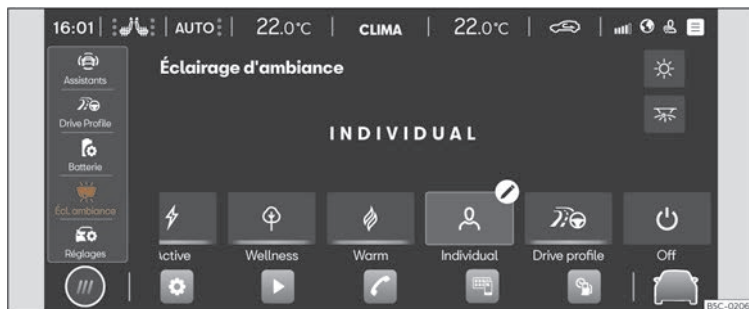 16:01 AUTO 22.0°C CLIMA 22.0°C
Assistants
Éclairage d'ambiance
Drive Profile
INDIVIDUAL
Batterie
Écl. ambiance
Réglages
Active Wellness Warm Individual Drive profile Off
BSC-0206